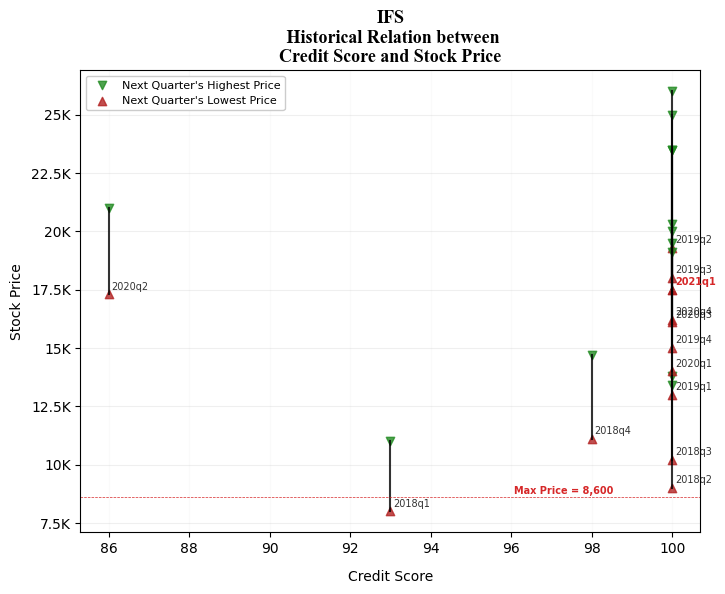 IFS
Historical Relation between
Credit Score and Stock Price
Next Quarter's Highest Price
Next Quarter's Lowest Price
25K
22.5K
20K
17.5K
15K
12.5K
10K
7.5K
Stock Price
2019q2
2019q3
2021q1
2020q4
2020q3
2019q4
2020q1
2019q1
2018q3
2018q2
2020q2
2018q4
2018q1
Max Price = 8,600
86
88
90
92
94
96
98
100
Credit Score